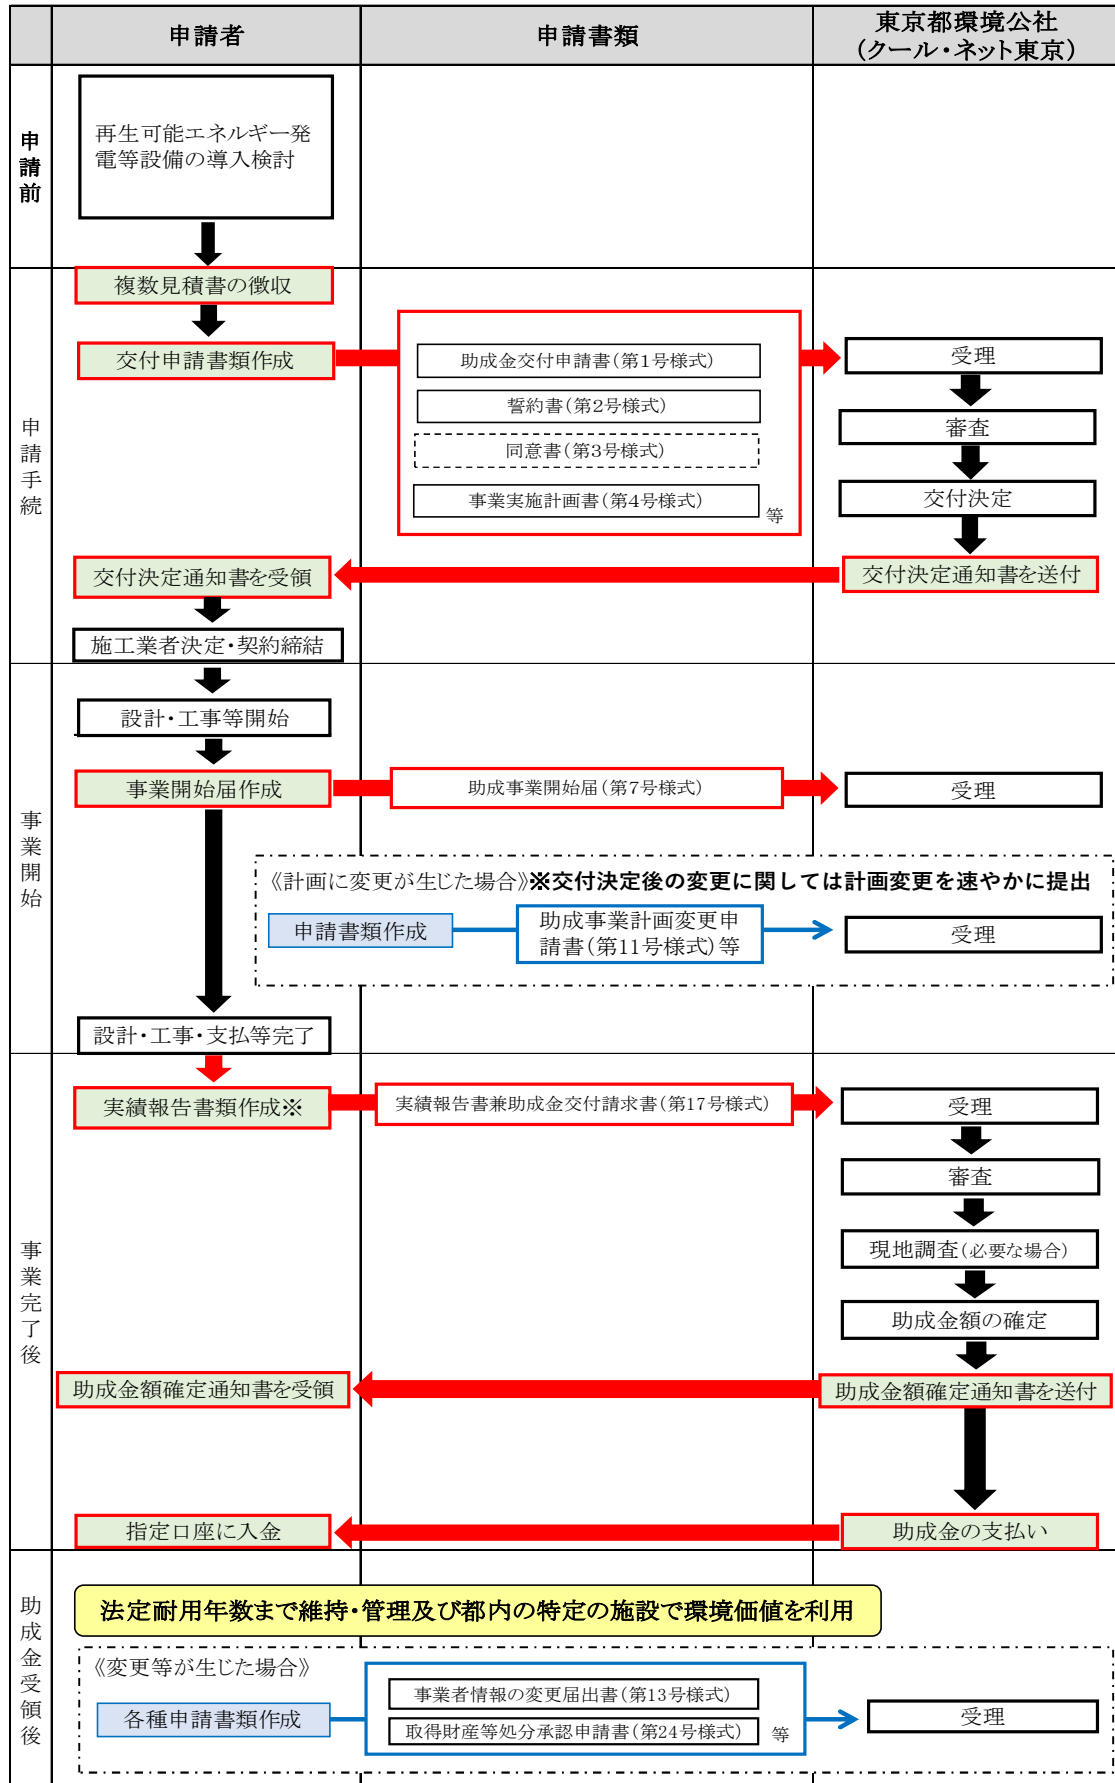 申請者
申請書類
東京都環境公社
(クール・ネット東京)
申請前
再生可能エネルギー発
電等設備の導入検討
申請手続
複数見積書の徴収
交付申請書類作成
助成金交付申請書(第1号様式)
誓約書(第2号様式)
同意書(第3号様式)
事業実施計画書(第4号様式)
等
受理
審査
交付決定
交付決定通知書を受領
交付決定通知書を送付
施工業者決定・契約締結
事業開始
設計・工事等開始
事業開始届作成
助成事業開始届(第7号様式)
受理
《計画に変更が生じた場合》※交付決定後の変更に関しては計画変更を速やかに提出
申請書類作成
助成事業計画変更申
請書(第11号様式)等
受理
設計・工事・支払等完了
事業完了後
実績報告書類作成※
実績報告書兼助成金交付請求書(第17号様式)
受理
審査
現地調査(必要な場合)
助成金額の確定
助成金額確定通知書を受領
助成金額確定通知書を送付
指定口座に入金
助成金の支払い
助成金受領後
法定耐用年数まで維持・管理及び都内の特定の施設で環境価値を利用
《変更等が生じた場合》
各種申請書類作成
事業者情報の変更届出書(第13号様式)
取得財産等処分承認申請書(第24号様式)
等
受理